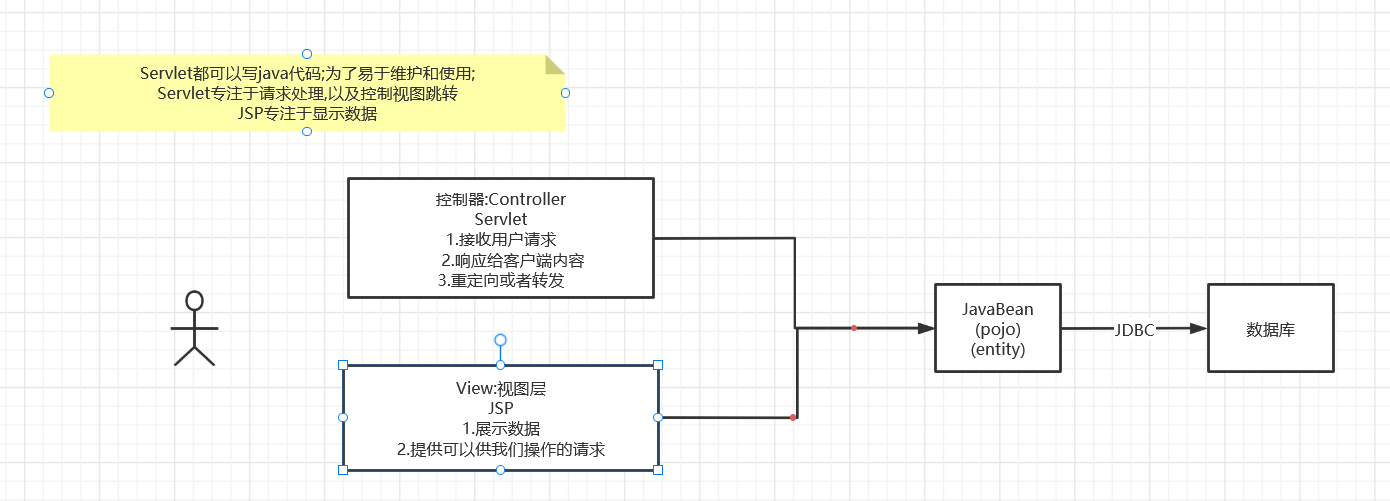 Servlet都可以写java代码;为了易于维护和使用;
Servlet专注于请求处理,以及控制视图跳转
JSP专注于显示数据
控制器:Controller
Servlet
1.接收用户请求
2.响应给客户端内容
3.重定向或者转发
View:视图层
JSP
1.展示数据
2.提供可以供我们操作的请求
JavaBean
(pojo)
(entity)
JDBC
数据库